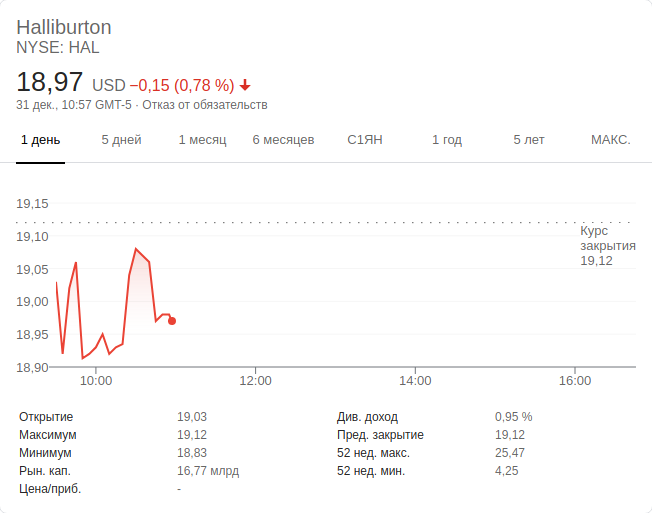 Halliburton
NYSE: HAL
18,97 USD −0,15 (0,78 %)
31 дек., 10:57 GMT-5 · Отказ от обязательств
1 день 5 дней 1 месяц 6 месяцев С1ЯН 1 год 5 лет МАКС.
19,15
19,10
19,05
19,00
18,95
18,90
Курс
закрытия
19,12
10:00 12:00 14:00 16:00
Открытие 19,03 Див. доход 0,95 %
Максимум 19,12 Пред. закрытие 19,12
Минимум 18,83 52 нед. макс. 25,47
Рын. кап. 16,77 млрд 52 нед. мин. 4,25
Цена/приб. -